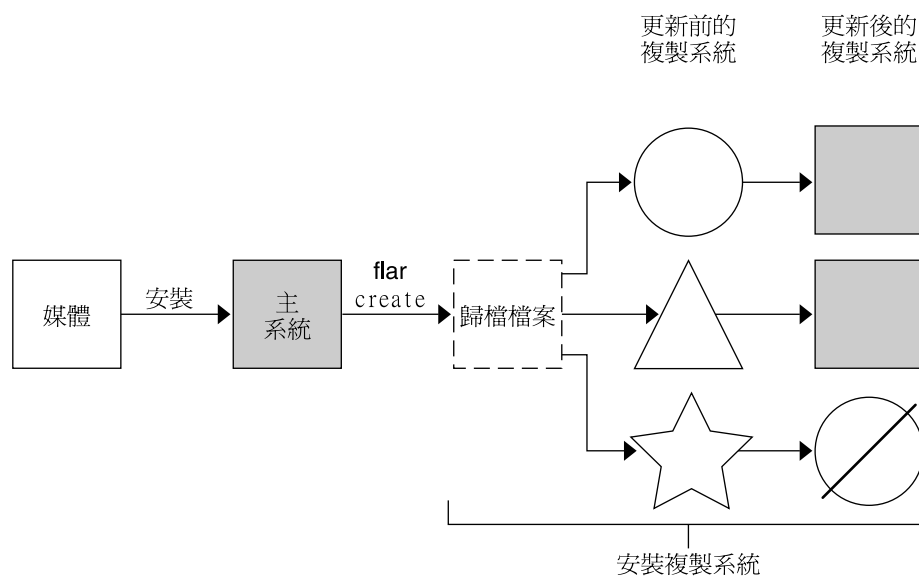 更新前的
複製系統
更新後的
複製系統
媒體
安裝
主
系統
flar
create
歸檔檔案
安裝複製系統